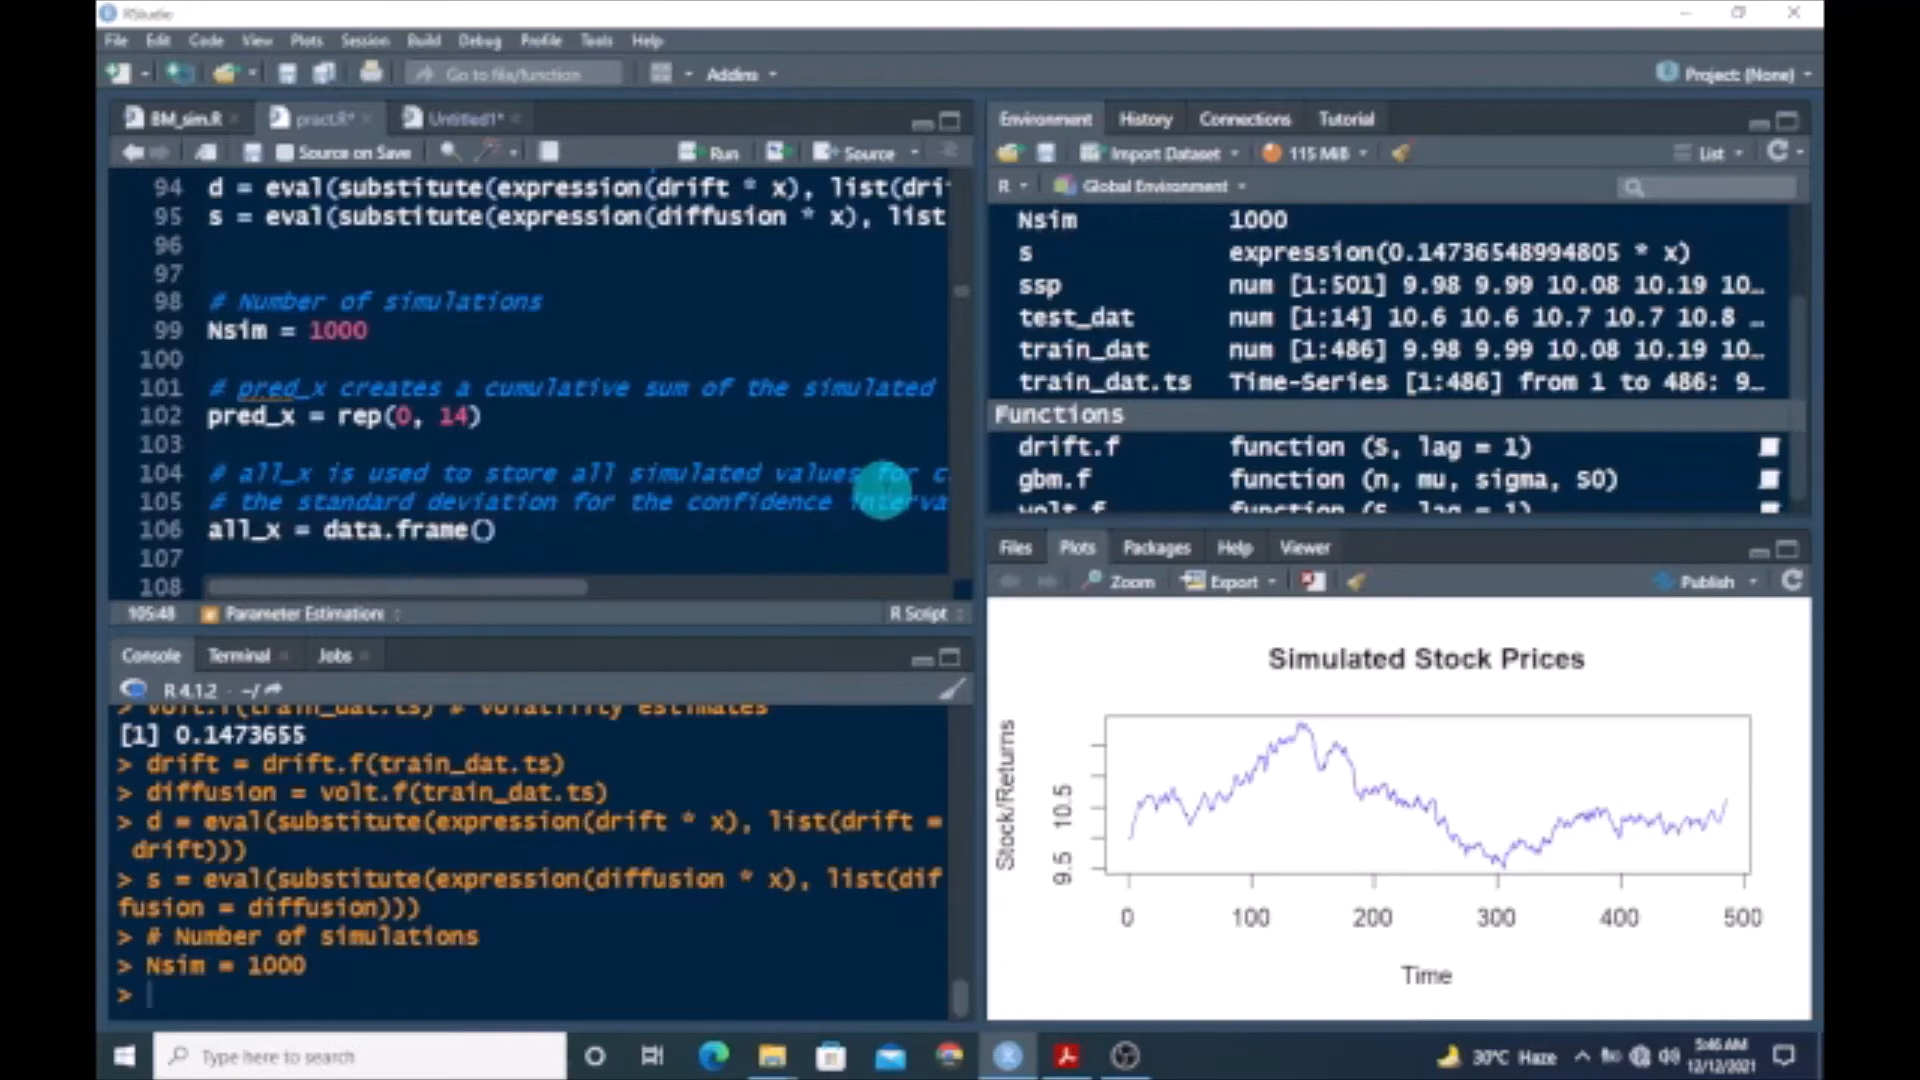 RStudio
File Edit Code View Plots Session Build Debug Profile Tools Help
Go to file/function Addins Project: (None)
BM_sim.R pract.R* Untitled1*
Source on Save Run Source
94 d = eval(substitute(expression(drift * x), list(dri
95 s = eval(substitute(expression(diffusion * x), list
96
97
98 # Number of simulations
99 Nsim = 1000
100
101 # pred_x creates a cumulative sum of the simulated
102 pred_x = rep(0, 14)
103
104 # all_x is used to store all simulated values for c
105 # the standard deviation for the confidence interva
106 all_x = data.frame()
107
108
105:48 Parameter Estimation: R Script
Console Terminal Jobs
R 4.1.2 · ~/
> volt.f(train_dat.ts) # volatility estimates
[1] 0.1473655
> drift = drift.f(train_dat.ts)
> diffusion = volt.f(train_dat.ts)
> d = eval(substitute(expression(drift * x), list(drift =
drift)))
> s = eval(substitute(expression(diffusion * x), list(dif
fusion = diffusion)))
> # Number of simulations
> Nsim = 1000
>
Environment History Connections Tutorial
Import Dataset 115 MiB List
R Global Environment
Nsim 1000
s expression(0.14736548994805 * x)
ssp num [1:501] 9.98 9.99 10.08 10.19 10…
test_dat num [1:14] 10.6 10.6 10.7 10.7 10.8 …
train_dat num [1:486] 9.98 9.99 10.08 10.19 10…
train_dat.ts Time-Series [1:486] from 1 to 486: 9…
Functions
drift.f function (S, lag = 1)
gbm.f function (n, mu, sigma, S0)
volt.f function (S, lag = 1)
Files Plots Packages Help Viewer
Zoom Export Publish
Simulated Stock Prices
Stock/Returns
9.5 10.5
0 100 200 300 400 500
Time
Type here to search
30°C Haze
5:46 AM
12/12/2021